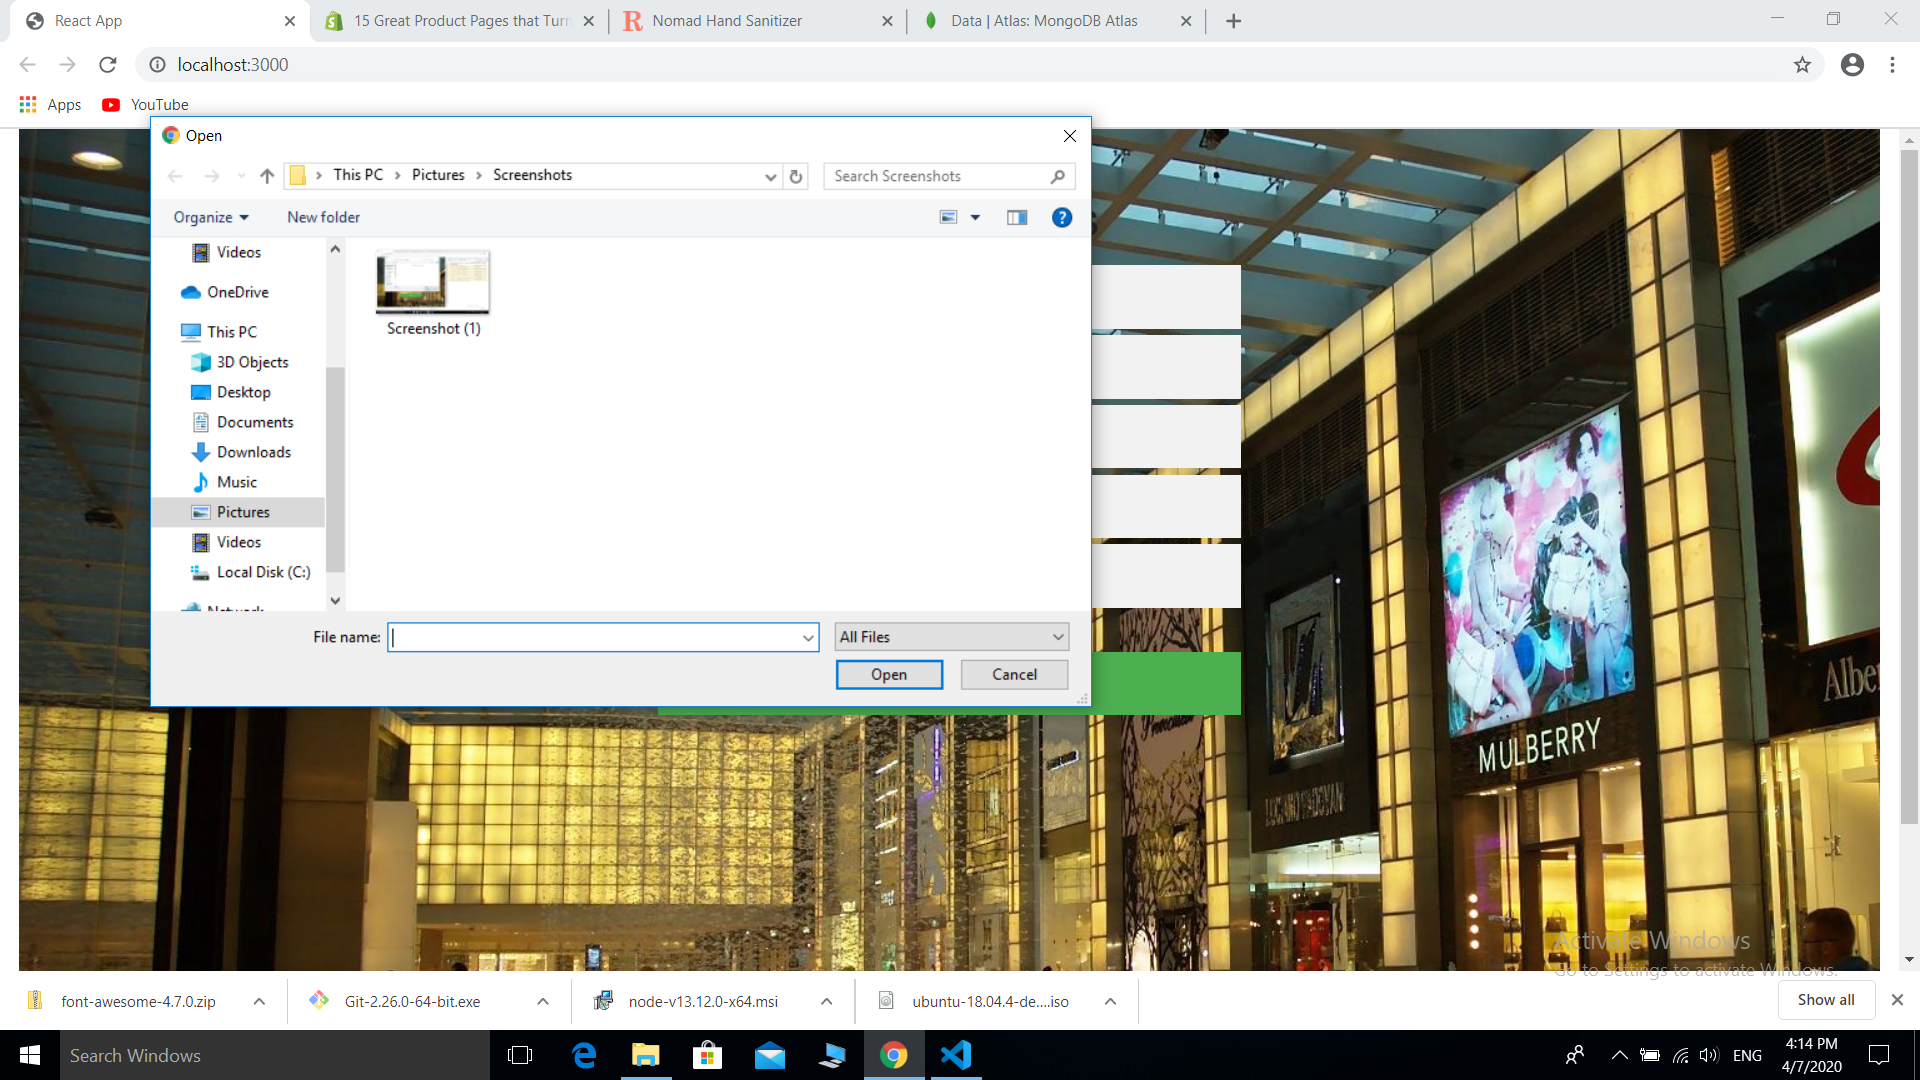 React App
15 Great Product Pages that Turn
Nomad Hand Sanitizer
Data | Atlas: MongoDB Atlas
localhost:3000
Apps
YouTube
Open
This PC
Pictures
Screenshots
Search Screenshots
Organize
New folder
Videos
OneDrive
This PC
3D Objects
Desktop
Documents
Downloads
Music
Pictures
Videos
Local Disk (C:)
Network
Screenshot (1)
File name:
All Files
Open
Cancel
MULBERRY
Activate Windows
Go to Settings to activate Windows.
font-awesome-4.7.0.zip
Git-2.26.0-64-bit.exe
node-v13.12.0-x64.msi
ubuntu-18.04.4-de....iso
Show all
Search Windows
ENG
4:14 PM
4/7/2020